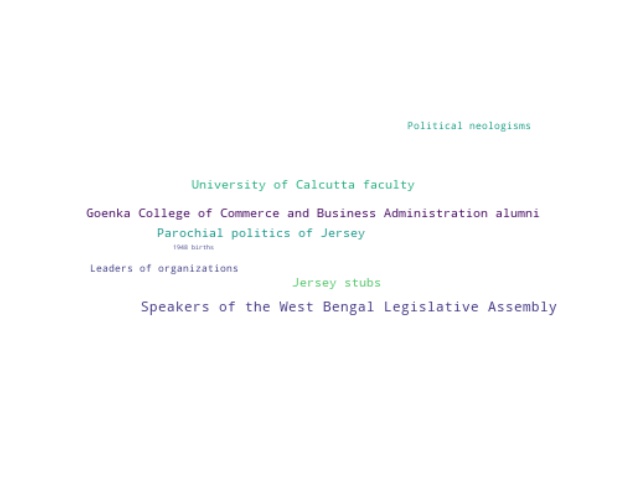 Political neologisms
University of Calcutta faculty
Goenka College of Commerce and Business Administration alumni
Parochial politics of Jersey
1948 births
Leaders of organizations
Jersey stubs
Speakers of the West Bengal Legislative Assembly